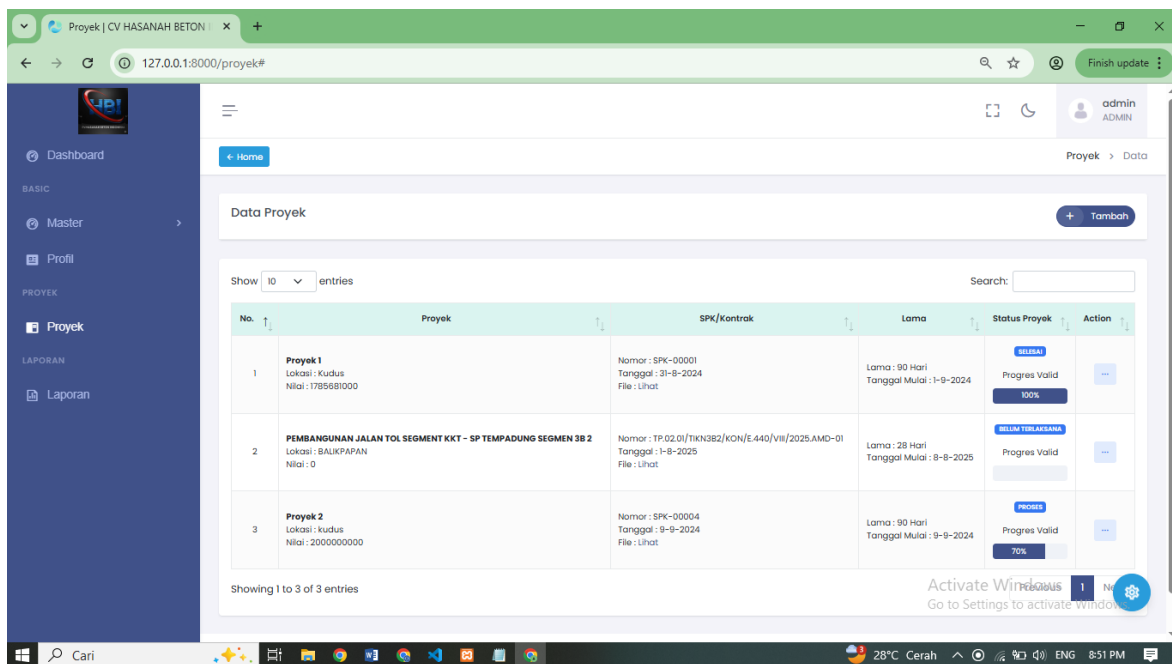 Proyek | CV HASANAH BETON
127.0.0.1:8000/proyek#
Finish update
HBI
admin
ADMIN
Dashboard
← Home
Proyek > Data
BASIC
Master
Data Proyek
+ Tambah
Profil
Show 10 entries
Search:
PROYEK
Proyek
No. Proyek SPK/Kontrak Lama Status Proyek Action
LAPORAN
Laporan
1
Proyek 1
Lokasi : Kudus
Nilai : 1785681000
Nomor : SPK-00001
Tanggal : 31-8-2024
File : Lihat
Lama : 90 Hari
Tanggal Mulai : 1-9-2024
SELESAI
Progres Valid
100%
...
2
PEMBANGUNAN JALAN TOL SEGMENT KKT - SP TEMPADUNG SEGMEN 3B 2
Lokasi : BALIKPAPAN
Nilai : 0
Nomor : TP.02.01/TIKN3B2/KON/E.440/VIII/2025.AMD-01
Tanggal : 1-8-2025
File : Lihat
Lama : 28 Hari
Tanggal Mulai : 8-8-2025
BELUM TERLAKSANA
Progres Valid
...
3
Proyek 2
Lokasi : kudus
Nilai : 2000000000
Nomor : SPK-00004
Tanggal : 9-9-2024
File : Lihat
Lama : 90 Hari
Tanggal Mulai : 9-9-2024
PROSES
Progres Valid
70%
...
Showing 1 to 3 of 3 entries
Previous 1
Activate Windows
Go to Settings to activate Windows.
Cari
28°C Cerah
ENG
8:51 PM